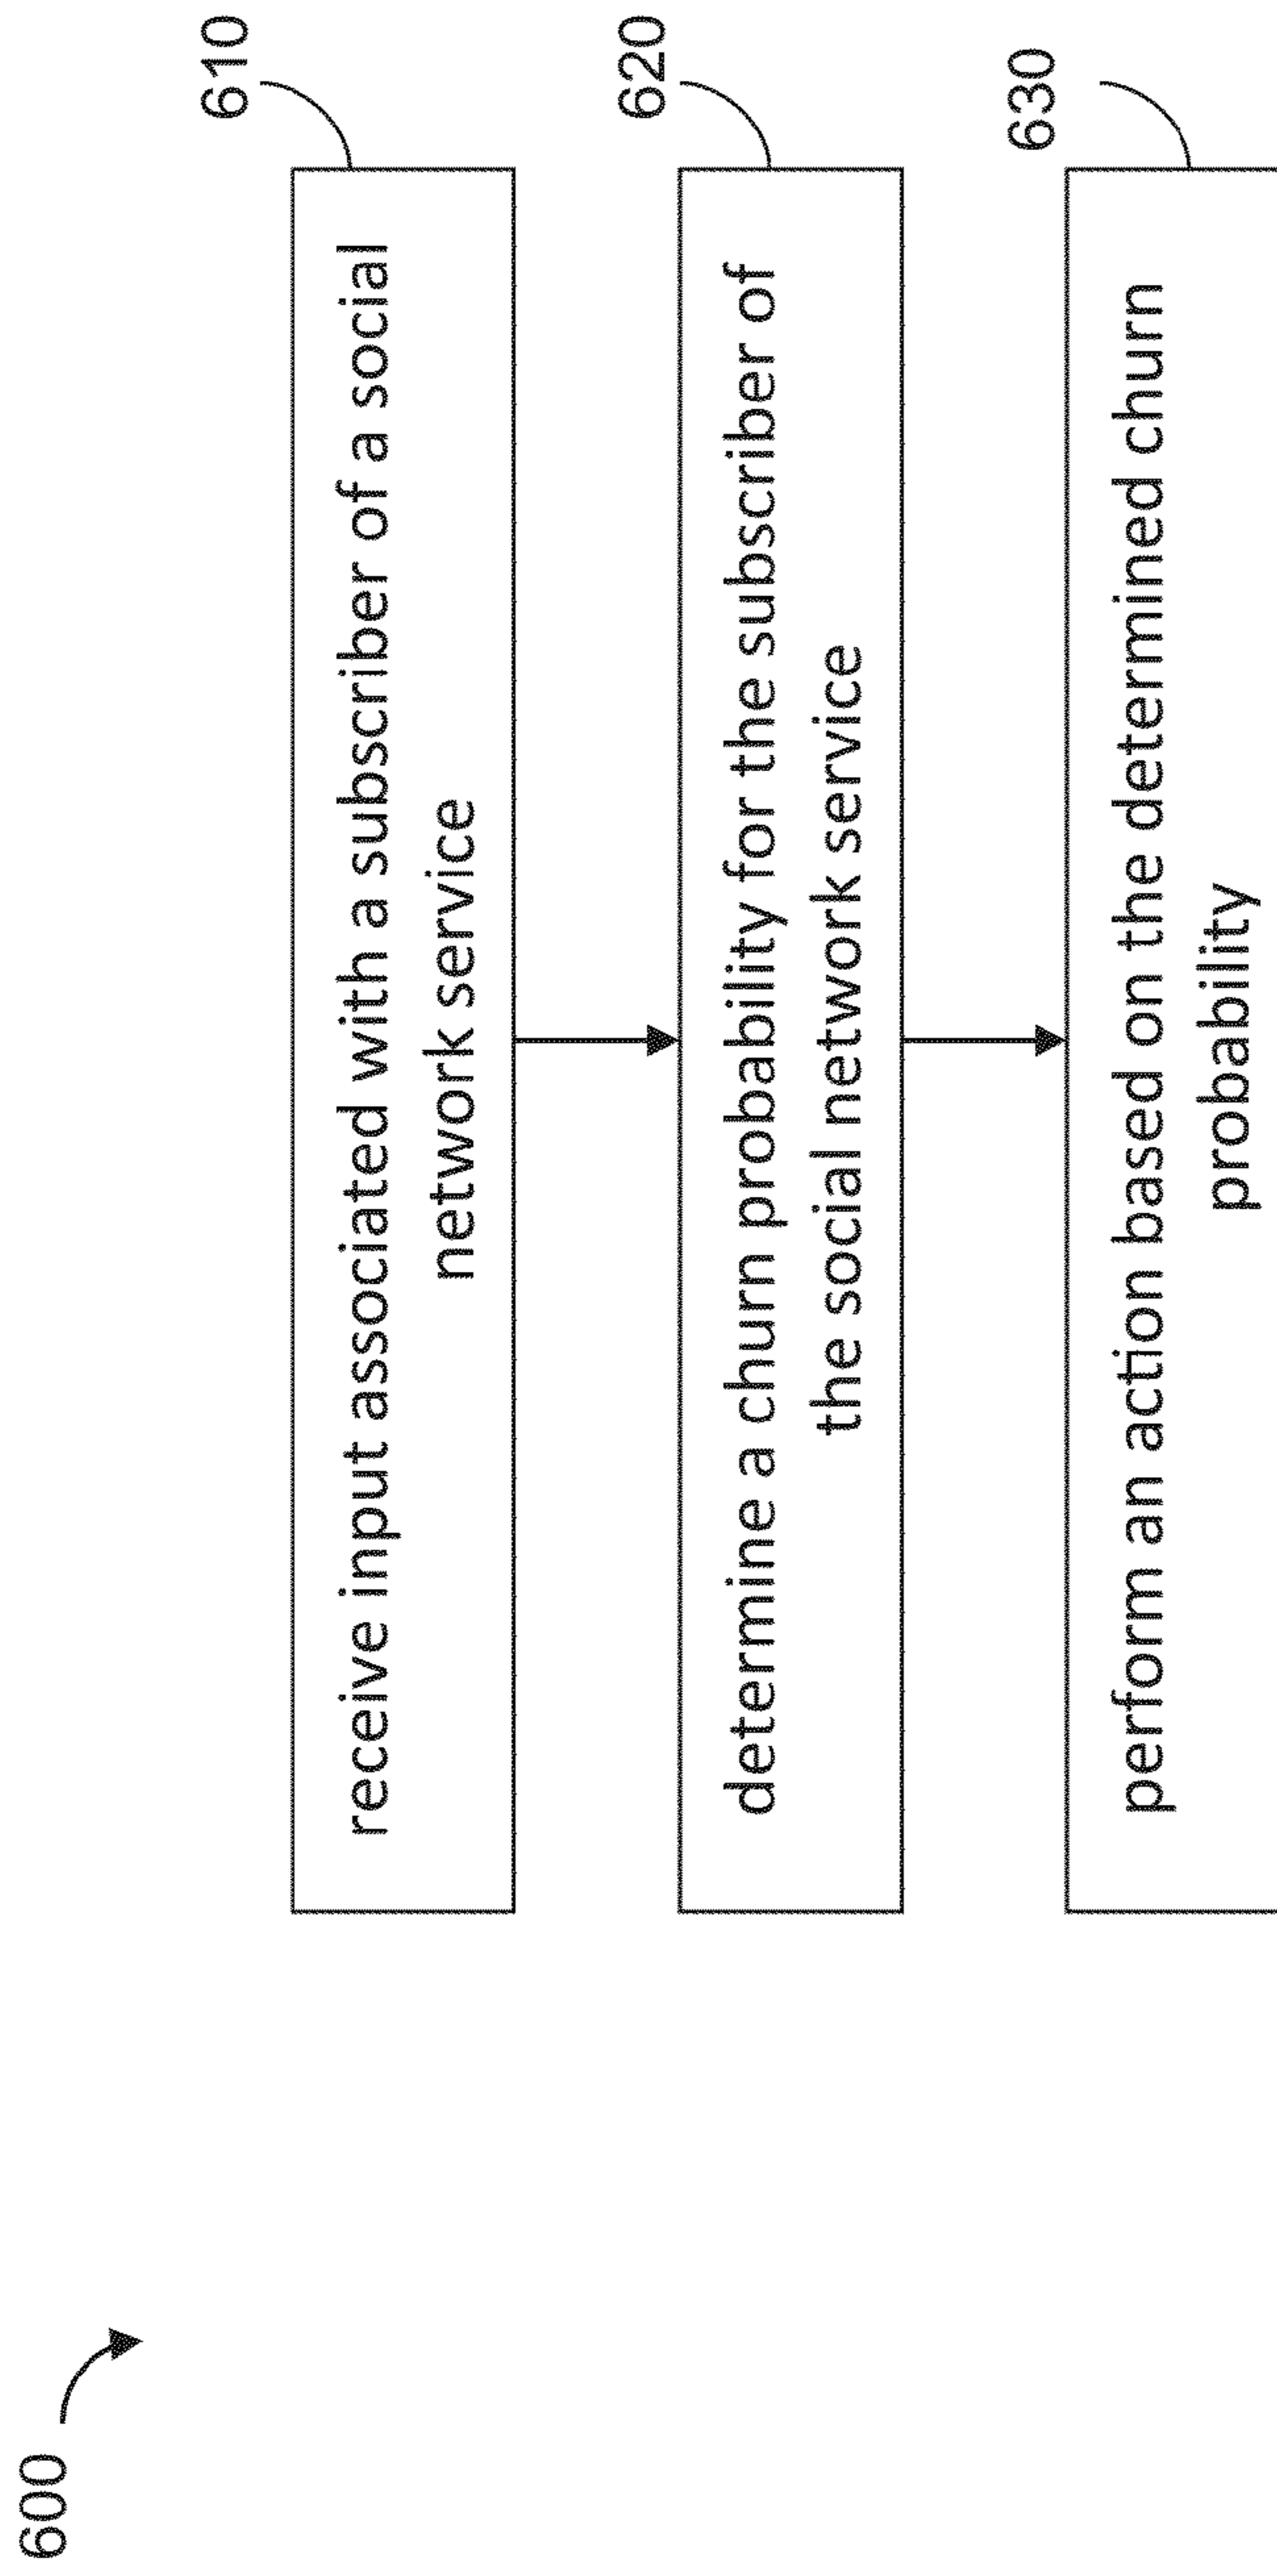 600
610
receive input associated with a subscriber of a social
network service
620
determine a churn probability for the subscriber of
the social network service
630
perform an action based on the determined churn
probability